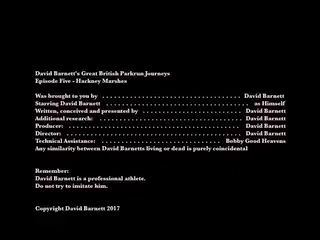 David Barnett's Great British Parkrun Journeys
Episode Five - Hackney Marshes
Was brought to you by . . . . . . . . . . . . . . . . . . . . . . . . . . David Barnett
Starring David Barnett . . . . . . . . . . . . . . . . . . . . . . . . . . as Himself
Written, conceived and presented by . . . . . . . . . . . . . . . . David Barnett
Additional research: . . . . . . . . . . . . . . . . . . . . . . . . . . David Barnett
Producer: . . . . . . . . . . . . . . . . . . . . . . . . . . . . . . . . David Barnett
Director: . . . . . . . . . . . . . . . . . . . . . . . . . . . . . . . . David Barnett
Technical Assistance: . . . . . . . . . . . . . . . . . . . . . Bobby Good Heavens
Any similarity between David Barnetts living or dead is purely coincidental
Remember:
David Barnett is a professional athlete.
Do not try to imitate him.
Copyright David Barnett 2017